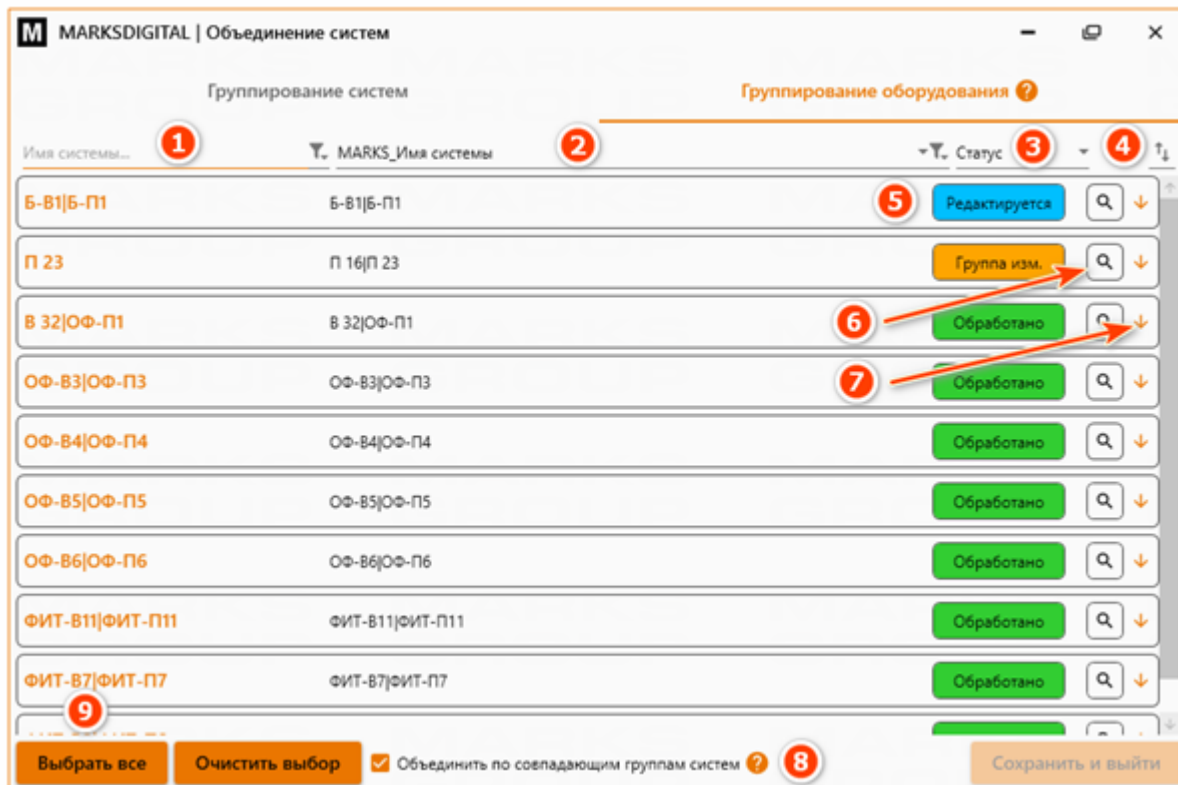 M MARKSDIGITAL | Объединение систем
Группирование систем Группирование оборудования ?
Имя системы... 1 MARKS_Имя системы 2 Статус 3 4
Б-В1|Б-П1 Б-В1|Б-П1 5 Редактируется
П 23 П 16|П 23 Группа изм.
В 32|ОФ-П1 В 32|ОФ-П1 6 Обработано
ОФ-В3|ОФ-П3 ОФ-В3|ОФ-П3 7 Обработано
ОФ-В4|ОФ-П4 ОФ-В4|ОФ-П4 Обработано
ОФ-В5|ОФ-П5 ОФ-В5|ОФ-П5 Обработано
ОФ-В6|ОФ-П6 ОФ-В6|ОФ-П6 Обработано
ФИТ-В11|ФИТ-П11 ФИТ-В11|ФИТ-П11 Обработано
ФИТ-В7|ФИТ-П7 ФИТ-В7|ФИТ-П7 Обработано
9
Выбрать все Очистить выбор Объединить по совпадающим группам систем ? 8 Сохранить и выйти